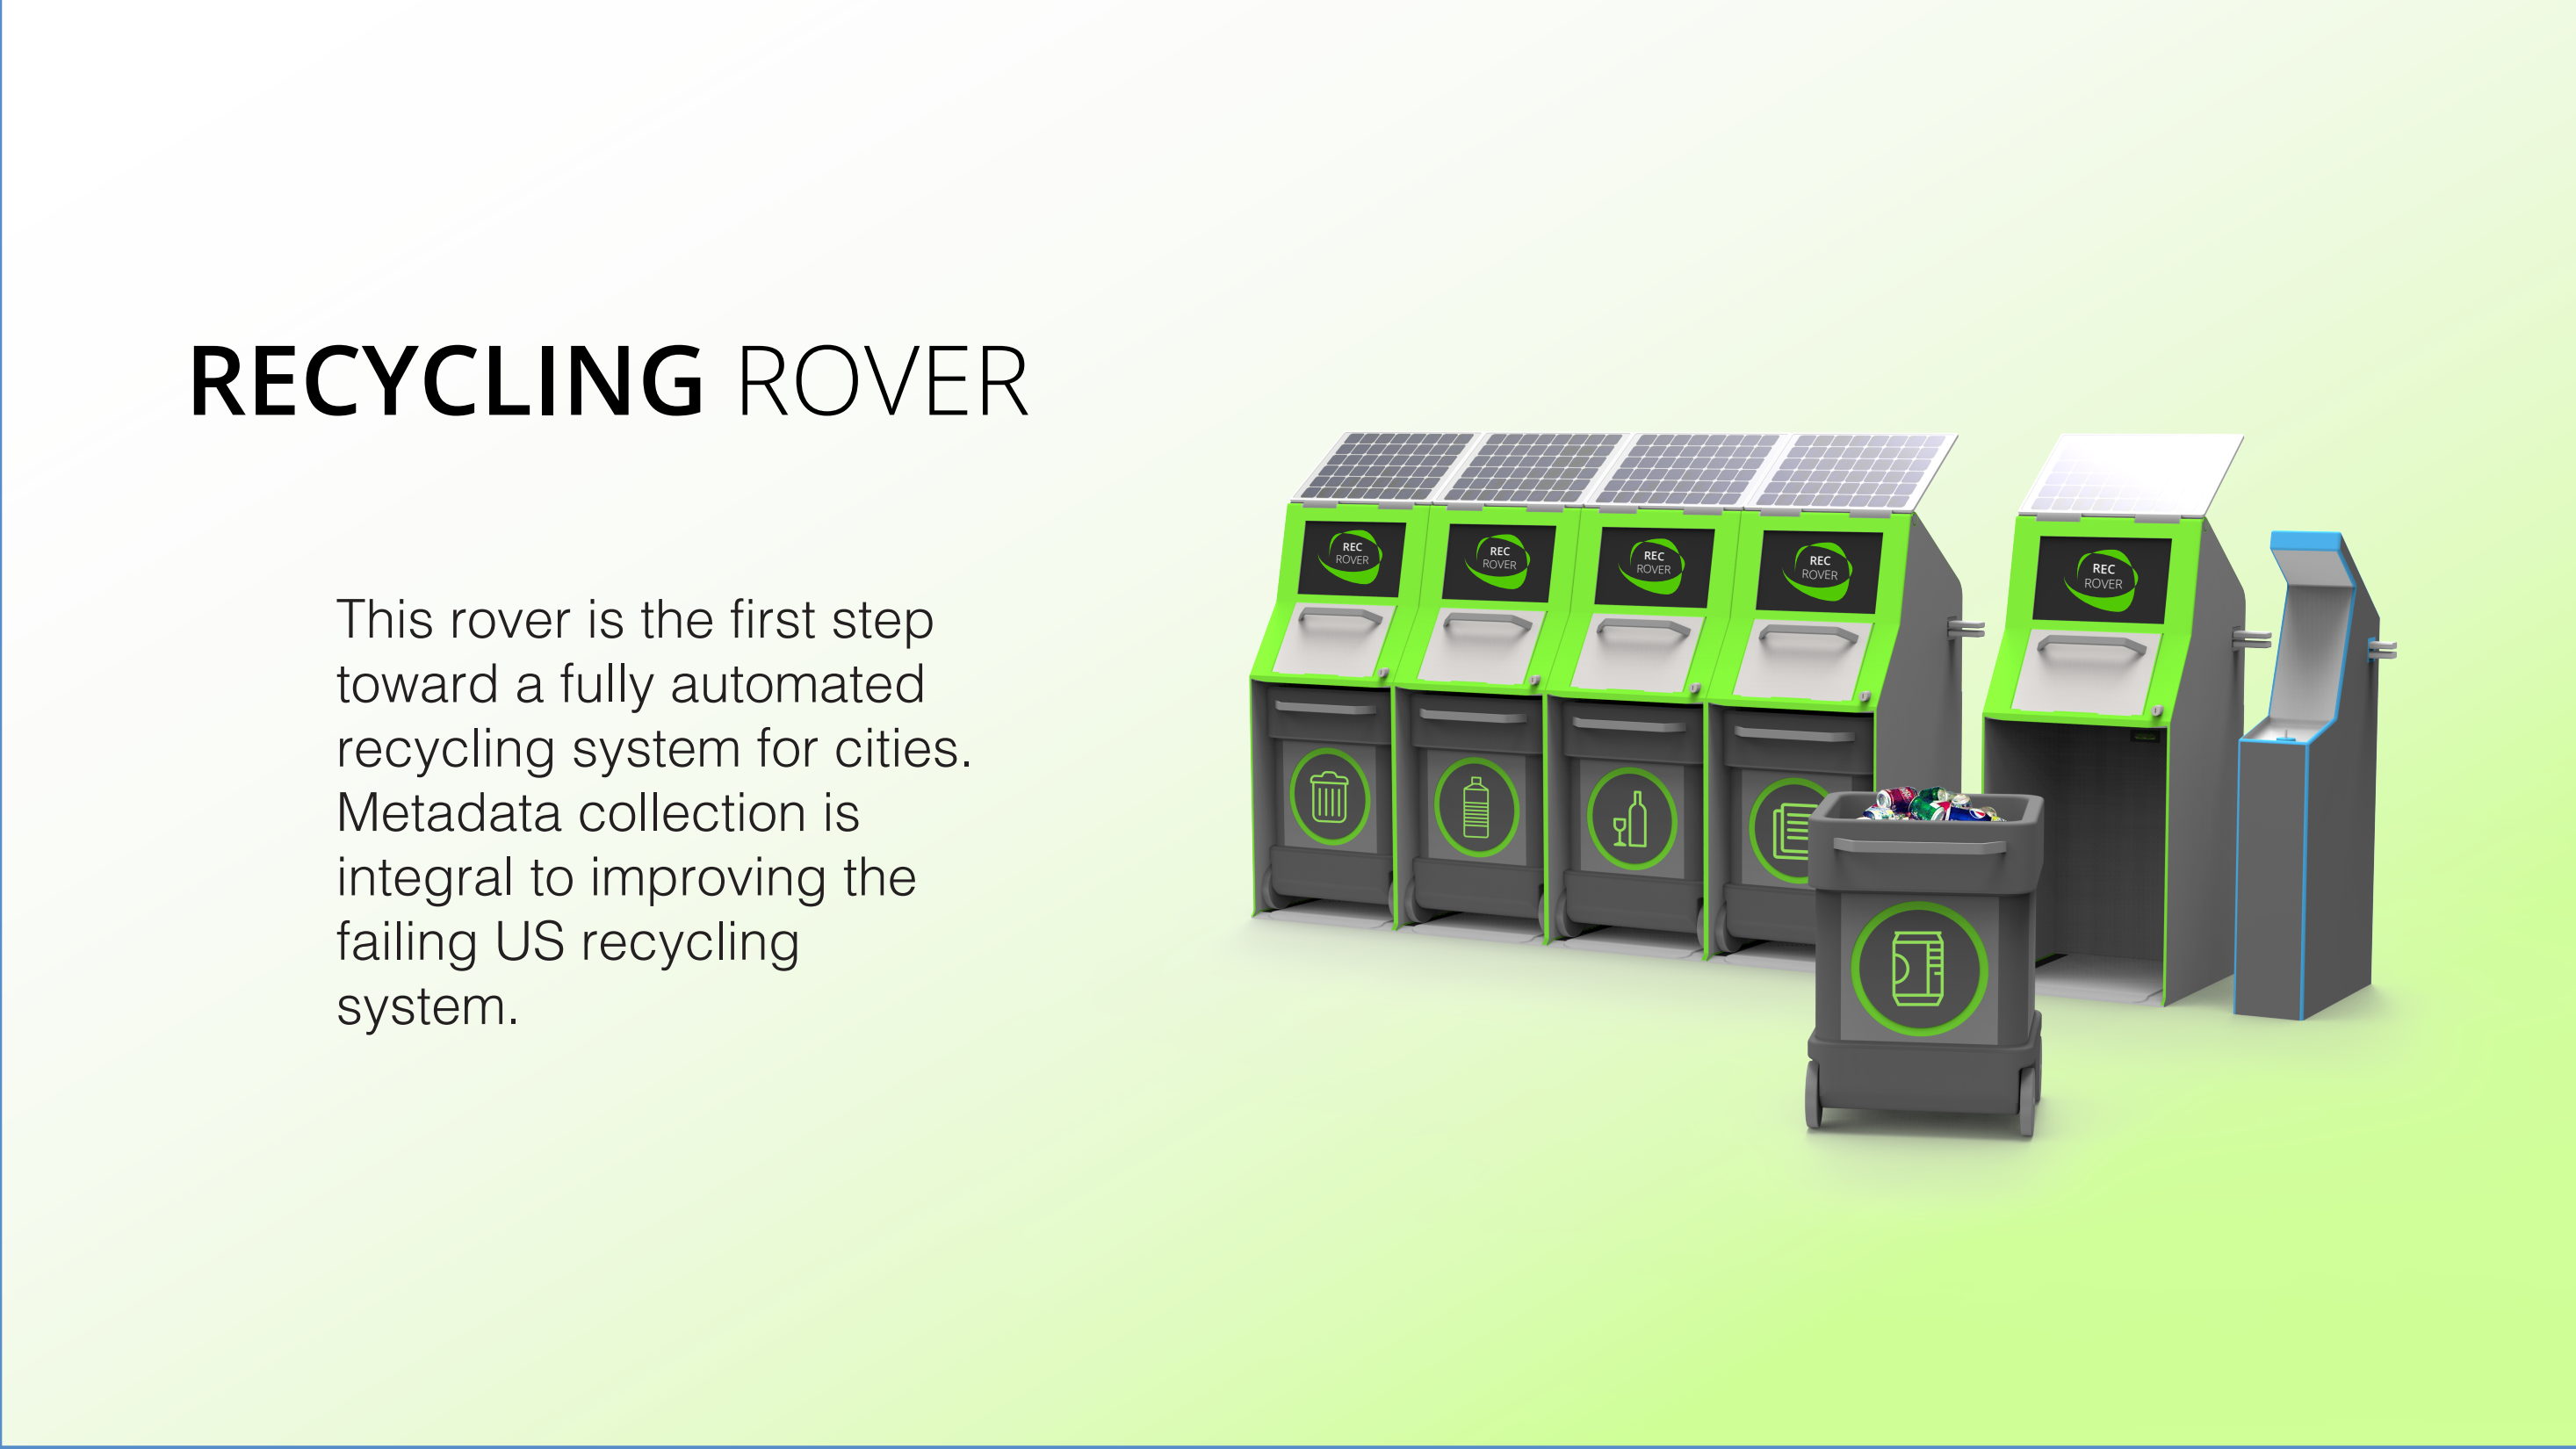 RECYCLING ROVER
This rover is the first step
toward a fully automated
recycling system for cities.
Metadata collection is
integral to improving the
failing US recycling
system.
REC
ROVER
REC
ROVER
REC
ROVER
REC
ROVER
REC
ROVER